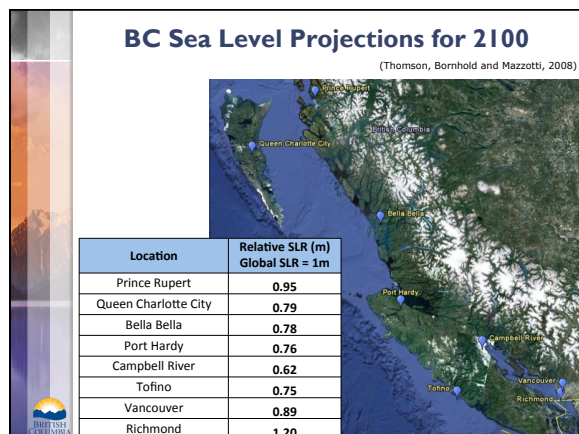 BC Sea Level Projections for 2100
(Thomson, Bornhold and Mazzotti, 2008)
Prince Rupert
British Columbia
Queen Charlotte City
Bella Bella
Port Hardy
Campbell River
Tofino
Vancouver
Richmond
Location Relative SLR (m)
Global SLR = 1m
Prince Rupert 0.95
Queen Charlotte City 0.79
Bella Bella 0.78
Port Hardy 0.76
Campbell River 0.62
Tofino 0.75
Vancouver 0.89
Richmond 1.20
BRITISH
COLUMBIA